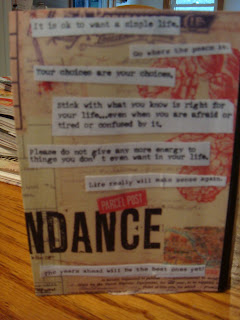 It is ok to want a simple life.
Go where the peace is.
Your choices are your choices.
Stick with what you know is right for
your life...even when you are afraid or
tired or confused by it.
Please do not give any more energy to
things you don't even want in your life.
Life really will make sense again.
PARCEL POST
NDANCE
The years ahead will be the best ones yet!